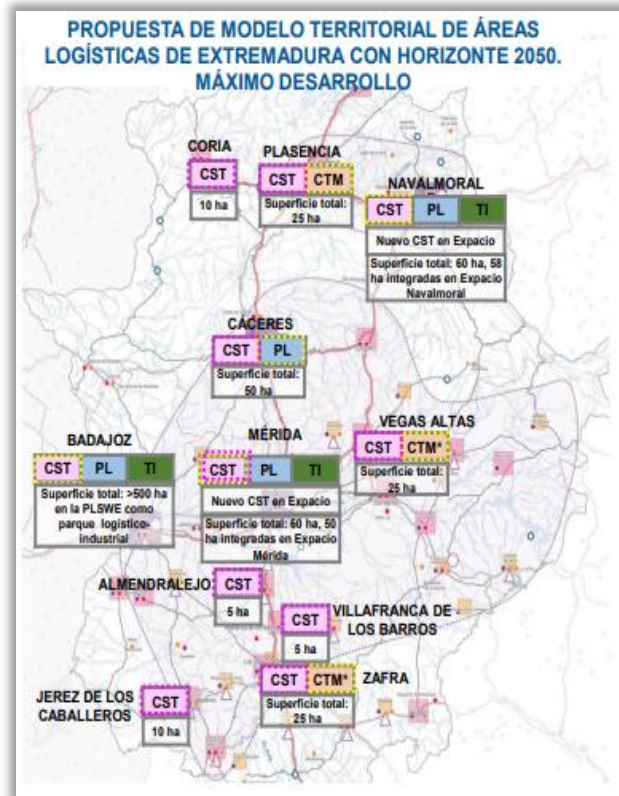 PROPUESTA DE MODELO TERRITORIAL DE ÁREAS
LOGÍSTICAS DE EXTREMADURA CON HORIZONTE 2050.
MÁXIMO DESARROLLO
CORIA
CST
10 ha
PLASENCIA
CST CTM
Superficie total:
25 ha
NAVALMORAL
CST PL TI
Nuevo CST en Expacio
Superficie total: 60 ha, 58
ha integradas en Expacio
Navalmoral
CÁCERES
CST PL
Superficie total:
50 ha
VEGAS ALTAS
CST CTM*
Superficie total:
25 ha
BADAJOZ
CST PL TI
Superficie total: >500 ha
en la PLSWE como
parque logístico-
industrial
MÉRIDA
CST PL TI
Nuevo CST en Expacio
Superficie total: 60 ha, 50
ha integradas en Expacio
Mérida
ALMENDRALEJO
CST
5 ha
CST
5 ha
VILLAFRANCA DE
LOS BARROS
CST CTM*
ZAFRA
Superficie total:
25 ha
JEREZ DE LOS
CABALLEROS
CST
10 ha